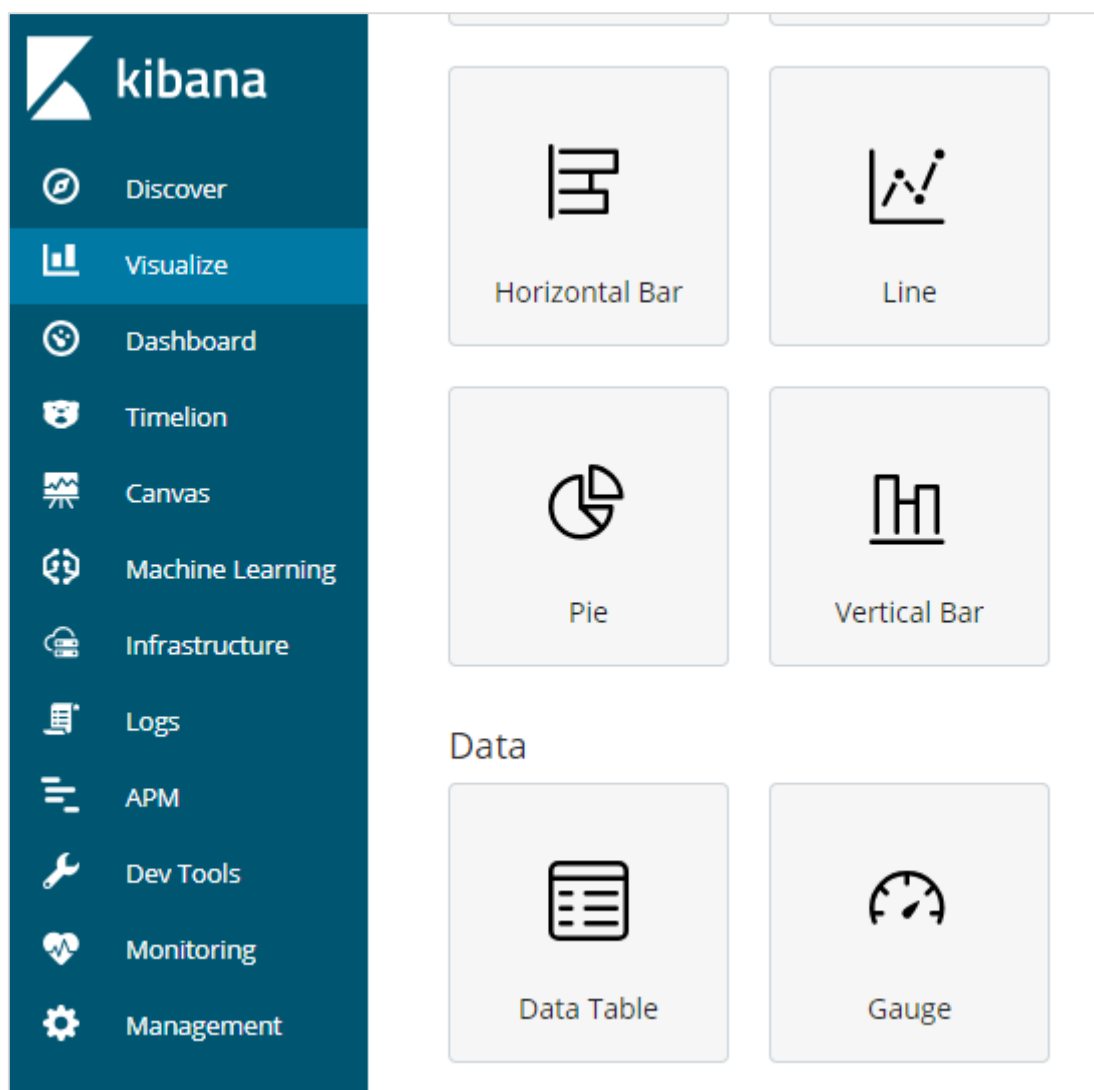 kibana
Discover
Visualize
Dashboard
Timelion
Canvas
Machine Learning
Infrastructure
Logs
APM
Dev Tools
Monitoring
Management
Horizontal Bar
Line
Pie
Vertical Bar
Data
Data Table
Gauge